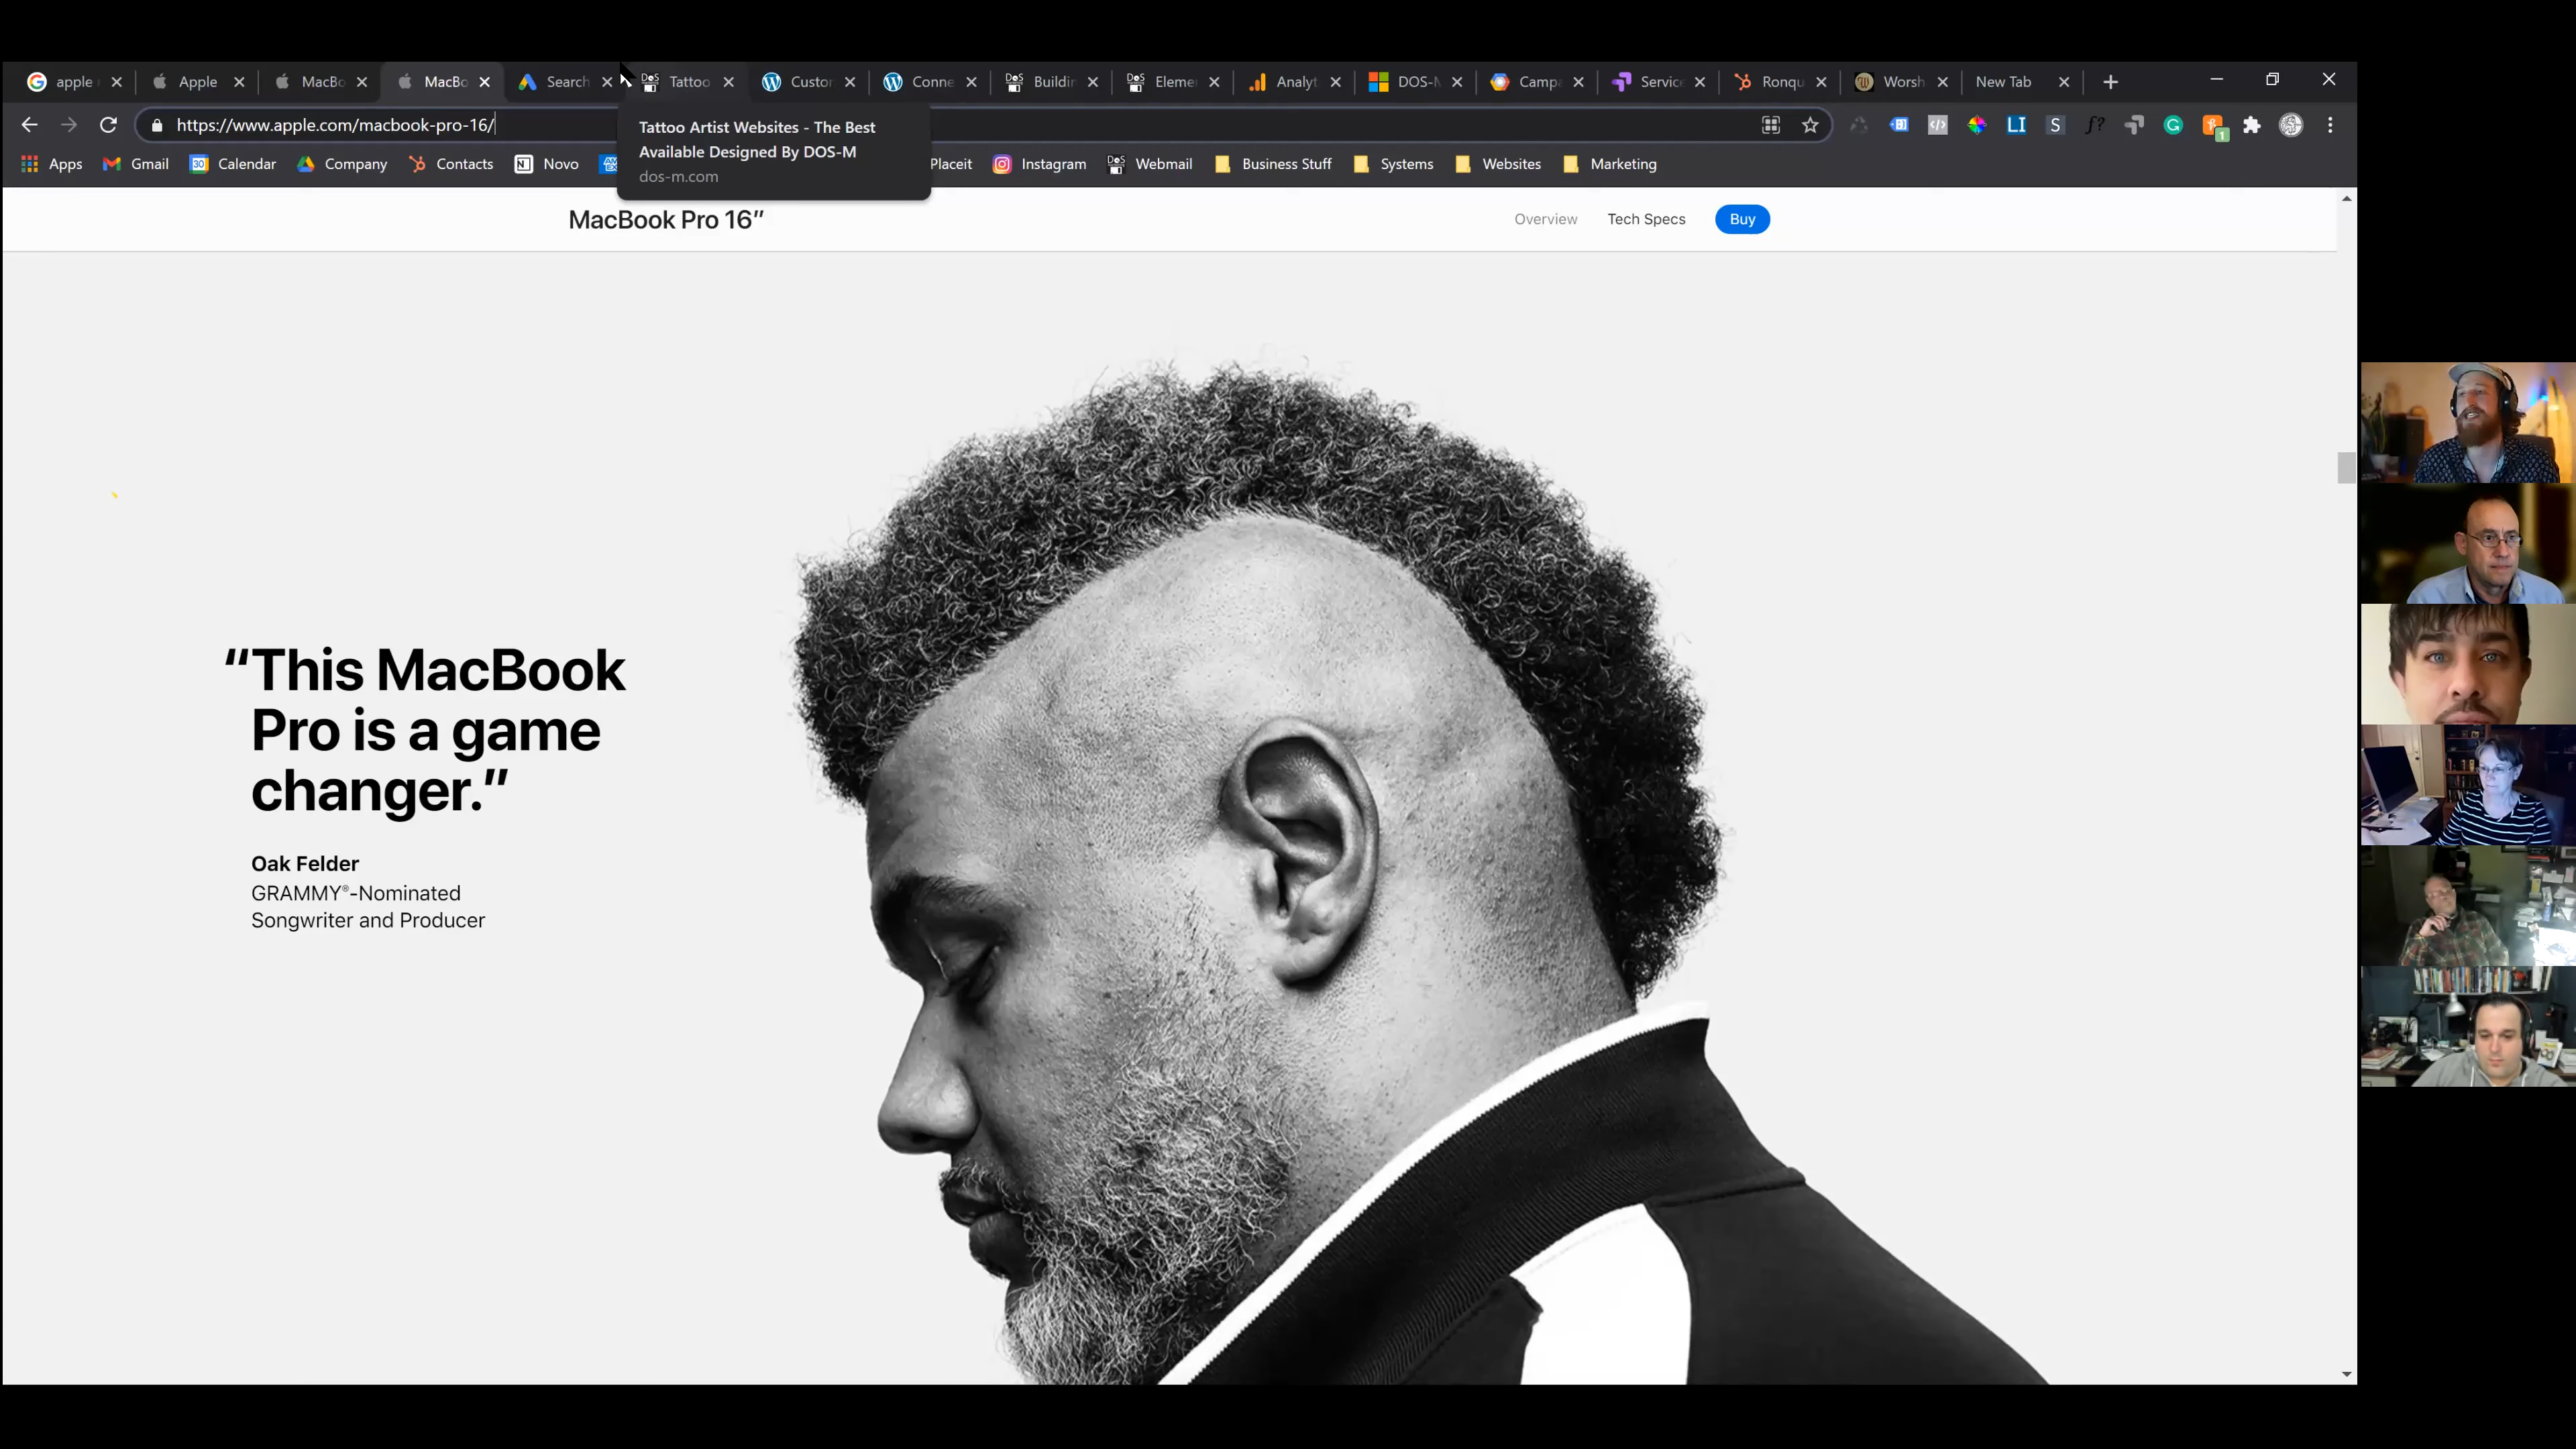 apple
Apple
MacBo
MacBo
Search
Tattoo
Custor
Conne
Buildir
Elemer
Analyt
DOS-M
Campa
Service
Ronqu
Worsh
New Tab
https://www.apple.com/macbook-pro-16/
Apps
Gmail
Calendar
Company
Contacts
Novo
Placeit
Instagram
Webmail
Business Stuff
Systems
Websites
Marketing
Tattoo Artist Websites - The Best
Available Designed By DOS-M
dos-m.com
MacBook Pro 16”
Overview
Tech Specs
Buy
“This MacBook
Pro is a game
changer.”
Oak Felder
GRAMMY®-Nominated
Songwriter and Producer